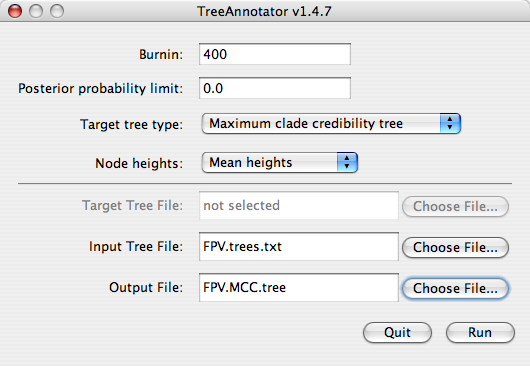 TreeAnnotator v1.4.7
Burnin: 400
Posterior probability limit: 0.0
Target tree type: Maximum clade credibility tree
Node heights: Mean heights
Target Tree File: not selected Choose File...
Input Tree File: FPV.trees.txt Choose File...
Output File: FPV.MCC.tree Choose File...
Quit Run